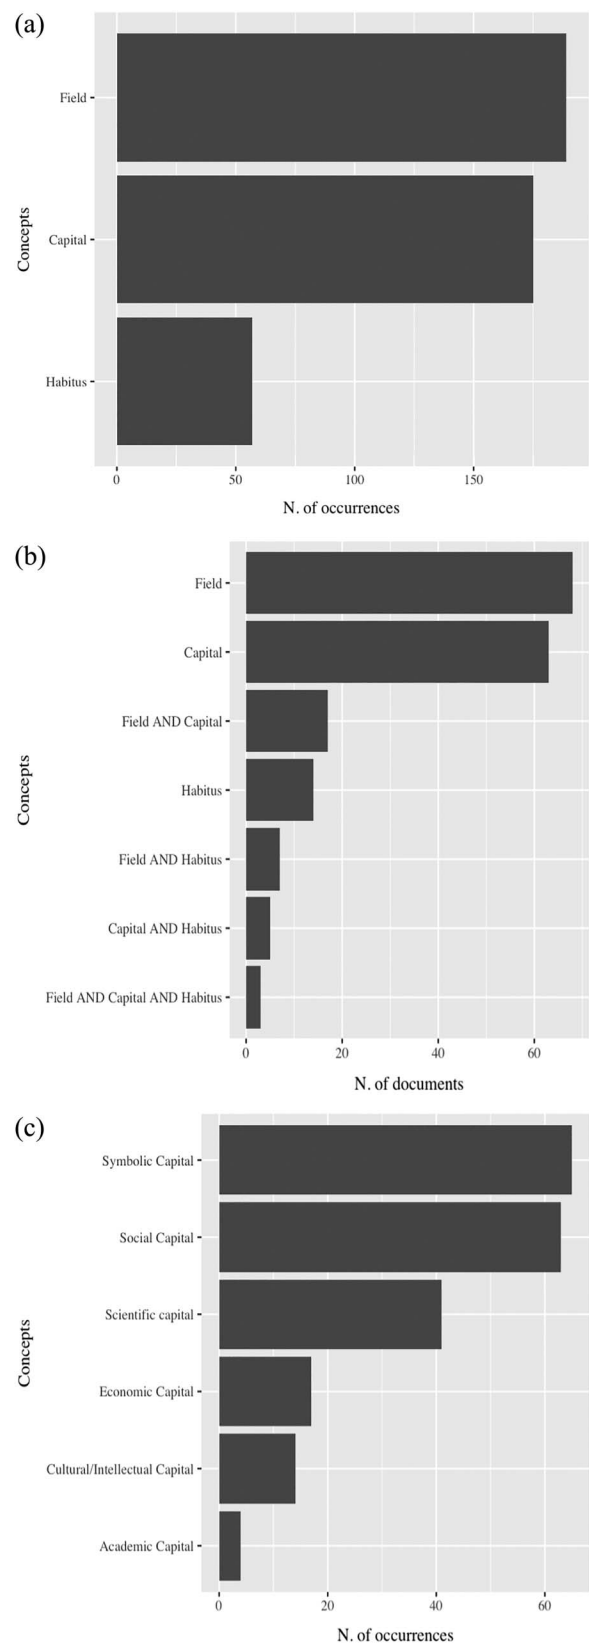 (a)
Field
Capital
Habitus
Concepts
0 50 100 150
N. of occurrences
(b)
Field
Capital
Field AND Capital
Habitus
Field AND Habitus
Capital AND Habitus
Field AND Capital AND Habitus
Concepts
0 20 40 60
N. of documents
(c)
Symbolic Capital
Social Capital
Scientific capital
Economic Capital
Cultural/Intellectual Capital
Academic Capital
Concepts
0 20 40 60
N. of occurrences